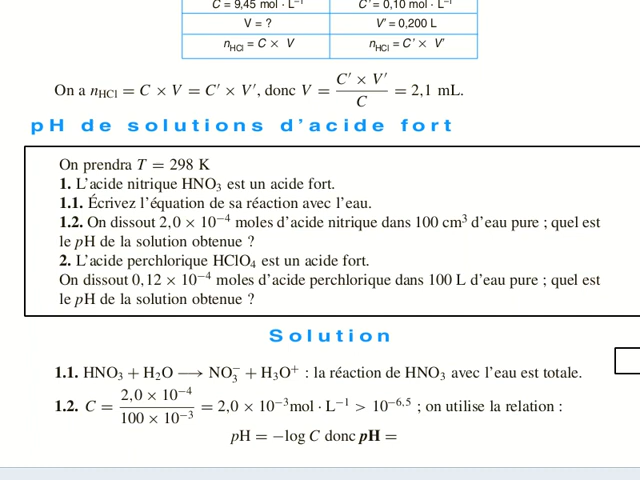 C = 9,45 mol · L⁻¹ C' = 0,10 mol · L⁻¹
V = ? V' = 0,200 L
n_HCl = C × V n_HCl = C' × V'
On a n_HCl = C × V = C' × V', donc V = (C' × V')/C = 2,1 mL.
pH de solutions d'acide fort
On prendra T = 298 K
1. L'acide nitrique HNO₃ est un acide fort.
1.1. Écrivez l'équation de sa réaction avec l'eau.
1.2. On dissout 2,0 × 10⁻⁴ moles d'acide nitrique dans 100 cm³ d'eau pure ; quel est
le pH de la solution obtenue ?
2. L'acide perchlorique HClO₄ est un acide fort.
On dissout 0,12 × 10⁻⁴ moles d'acide perchlorique dans 100 L d'eau pure ; quel est
le pH de la solution obtenue ?
Solution
1.1. HNO₃ + H₂O ⟶ NO₃⁻ + H₃O⁺ : la réaction de HNO₃ avec l'eau est totale.
1.2. C = (2,0 × 10⁻⁴)/(100 × 10⁻³) = 2,0 × 10⁻³mol · L⁻¹ > 10⁻⁶·⁵ ; on utilise la relation :
pH = −log C donc pH =